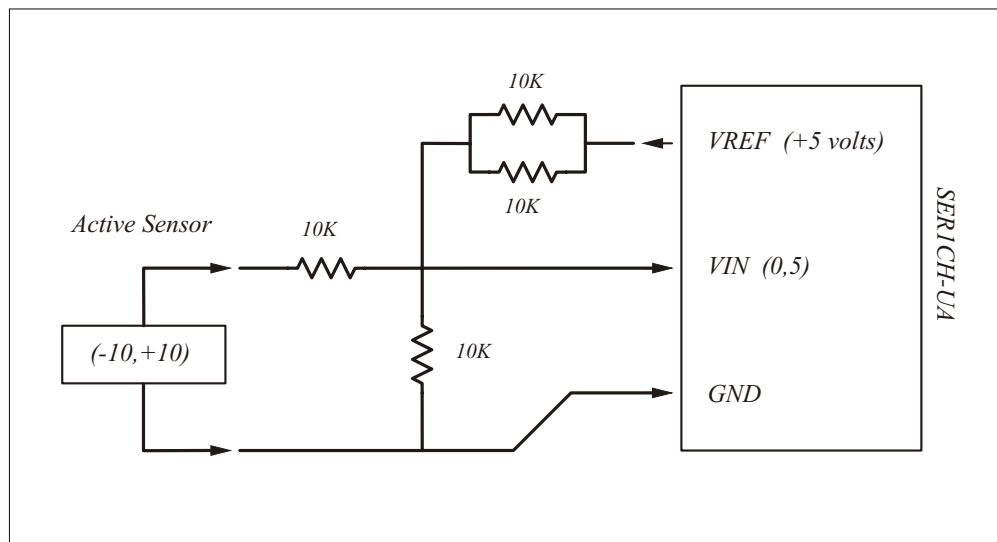 10K
VREF (+5 volts)
10K
Active Sensor
10K
VIN (0,5)
SER1CH-UA
(-10,+10)
10K
GND